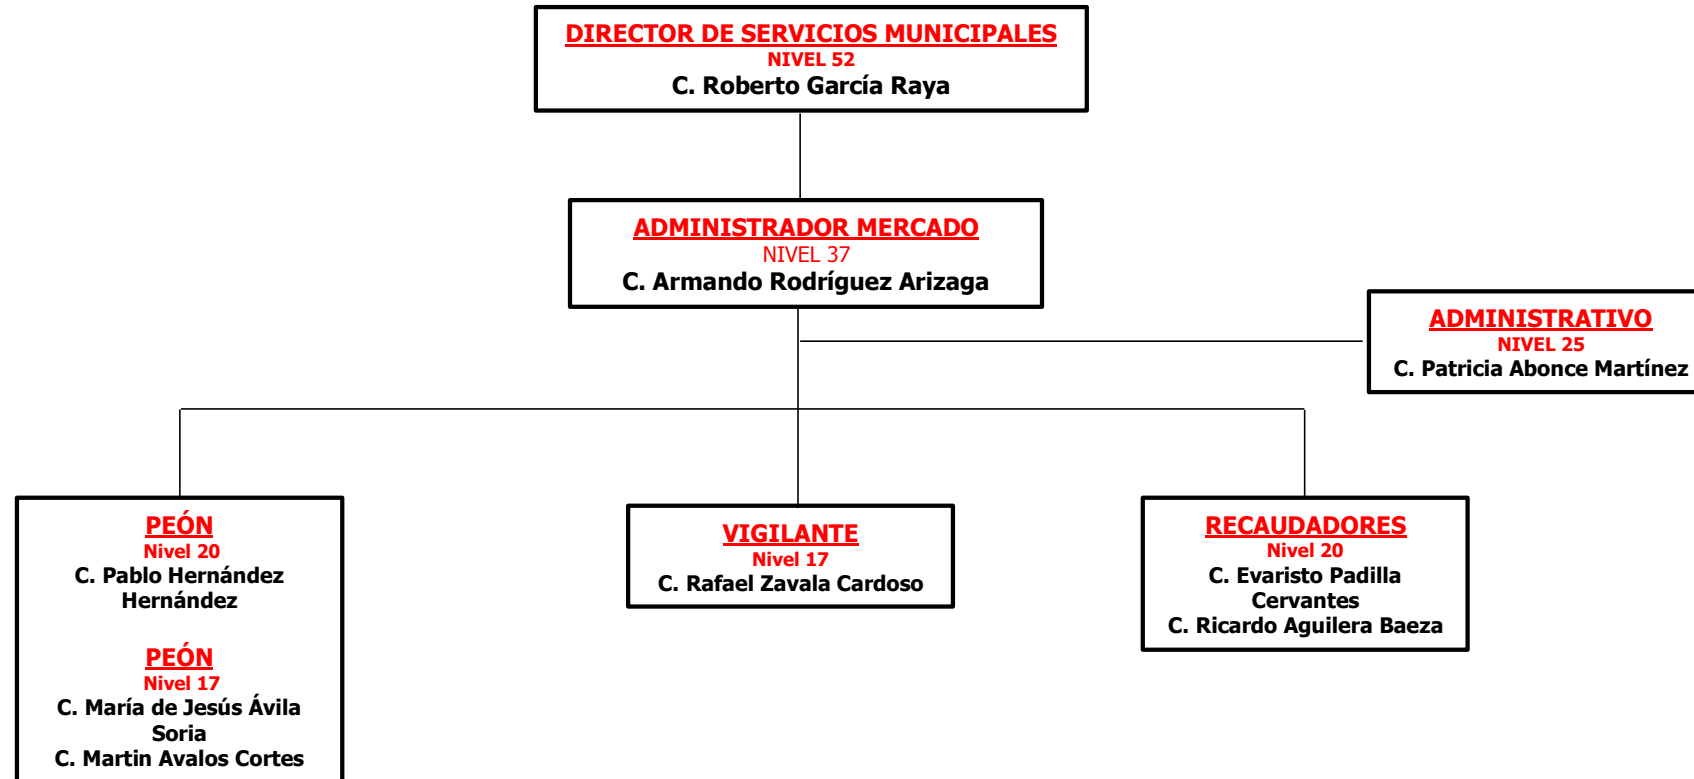 DIRECTOR DE SERVICIOS MUNICIPALES
NIVEL 52
C. Roberto García Raya
ADMINISTRADOR MERCADO
NIVEL 37
C. Armando Rodríguez Arizaga
ADMINISTRATIVO
NIVEL 25
C. Patricia Abonce Martínez
PEÓN
Nivel 20
C. Pablo Hernández
Hernández
PEÓN
Nivel 17
C. María de Jesús Ávila
Soria
C. Martin Avalos Cortes
VIGILANTE
Nivel 17
C. Rafael Zavala Cardoso
RECAUDADORES
Nivel 20
C. Evaristo Padilla
Cervantes
C. Ricardo Aguilera Baeza